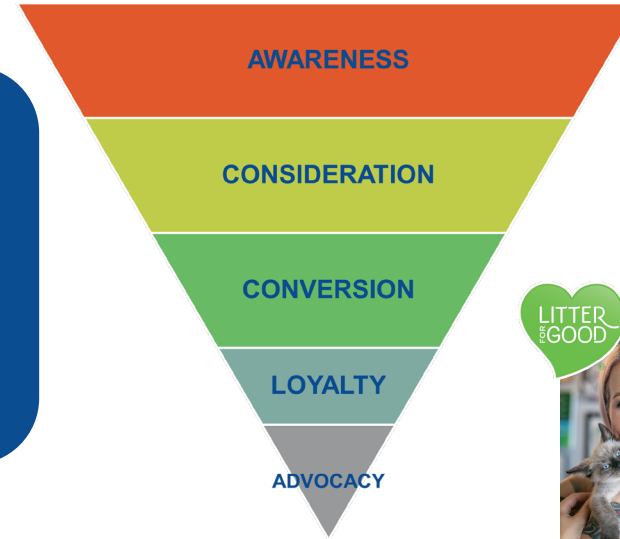 AWARENESS
CONSIDERATION
CONVERSION
LOYALTY
ADVOCACY
LITTER
FOR GOOD